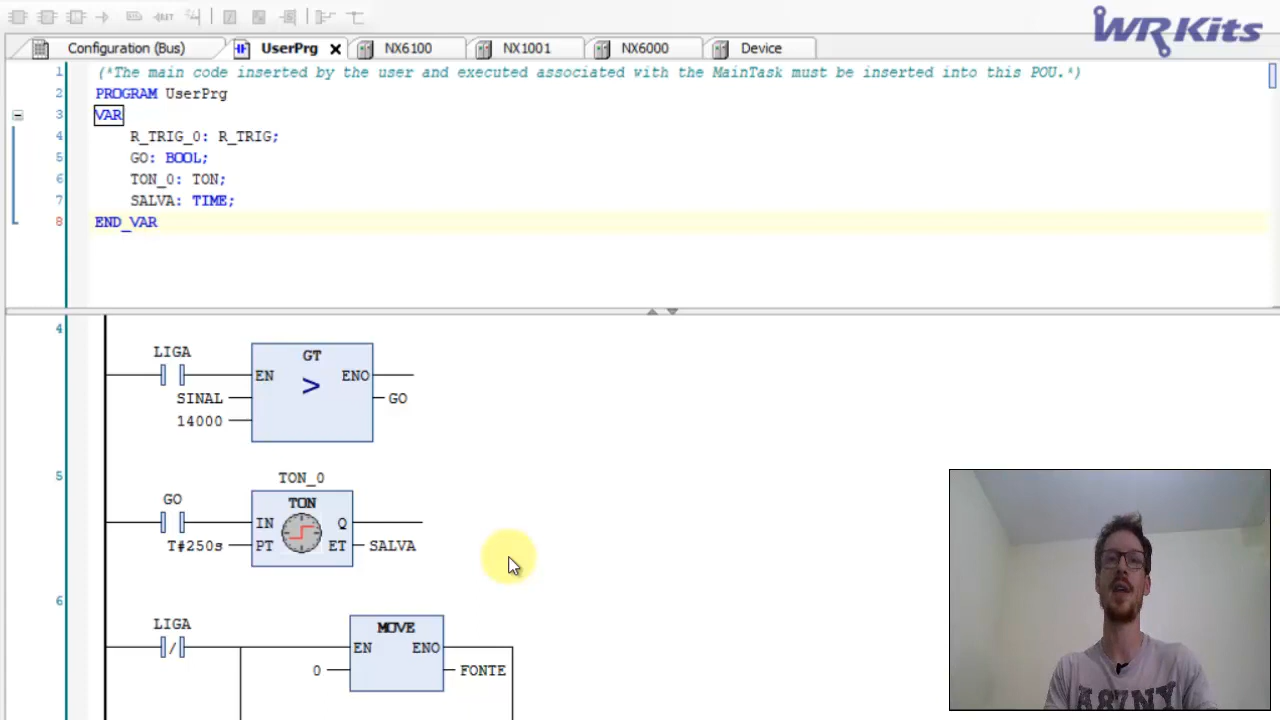 WR Kits
Configuration (Bus)
UserPrg
NX6100
NX1001
NX6000
Device
1 (*The main code inserted by the user and executed associated with the MainTask must be inserted into this POU.*)
2 PROGRAM UserPrg
3 VAR
4 R_TRIG_0: R_TRIG;
5 GO: BOOL;
6 TON_0: TON;
7 SALVA: TIME;
8 END_VAR
4
LIGA
GT
EN ENO
>
SINAL GO
14000
5
TON_0
GO
TON
IN Q
T#250s PT ET SALVA
6
LIGA
MOVE
/ EN ENO
0 FONTE
A87NY